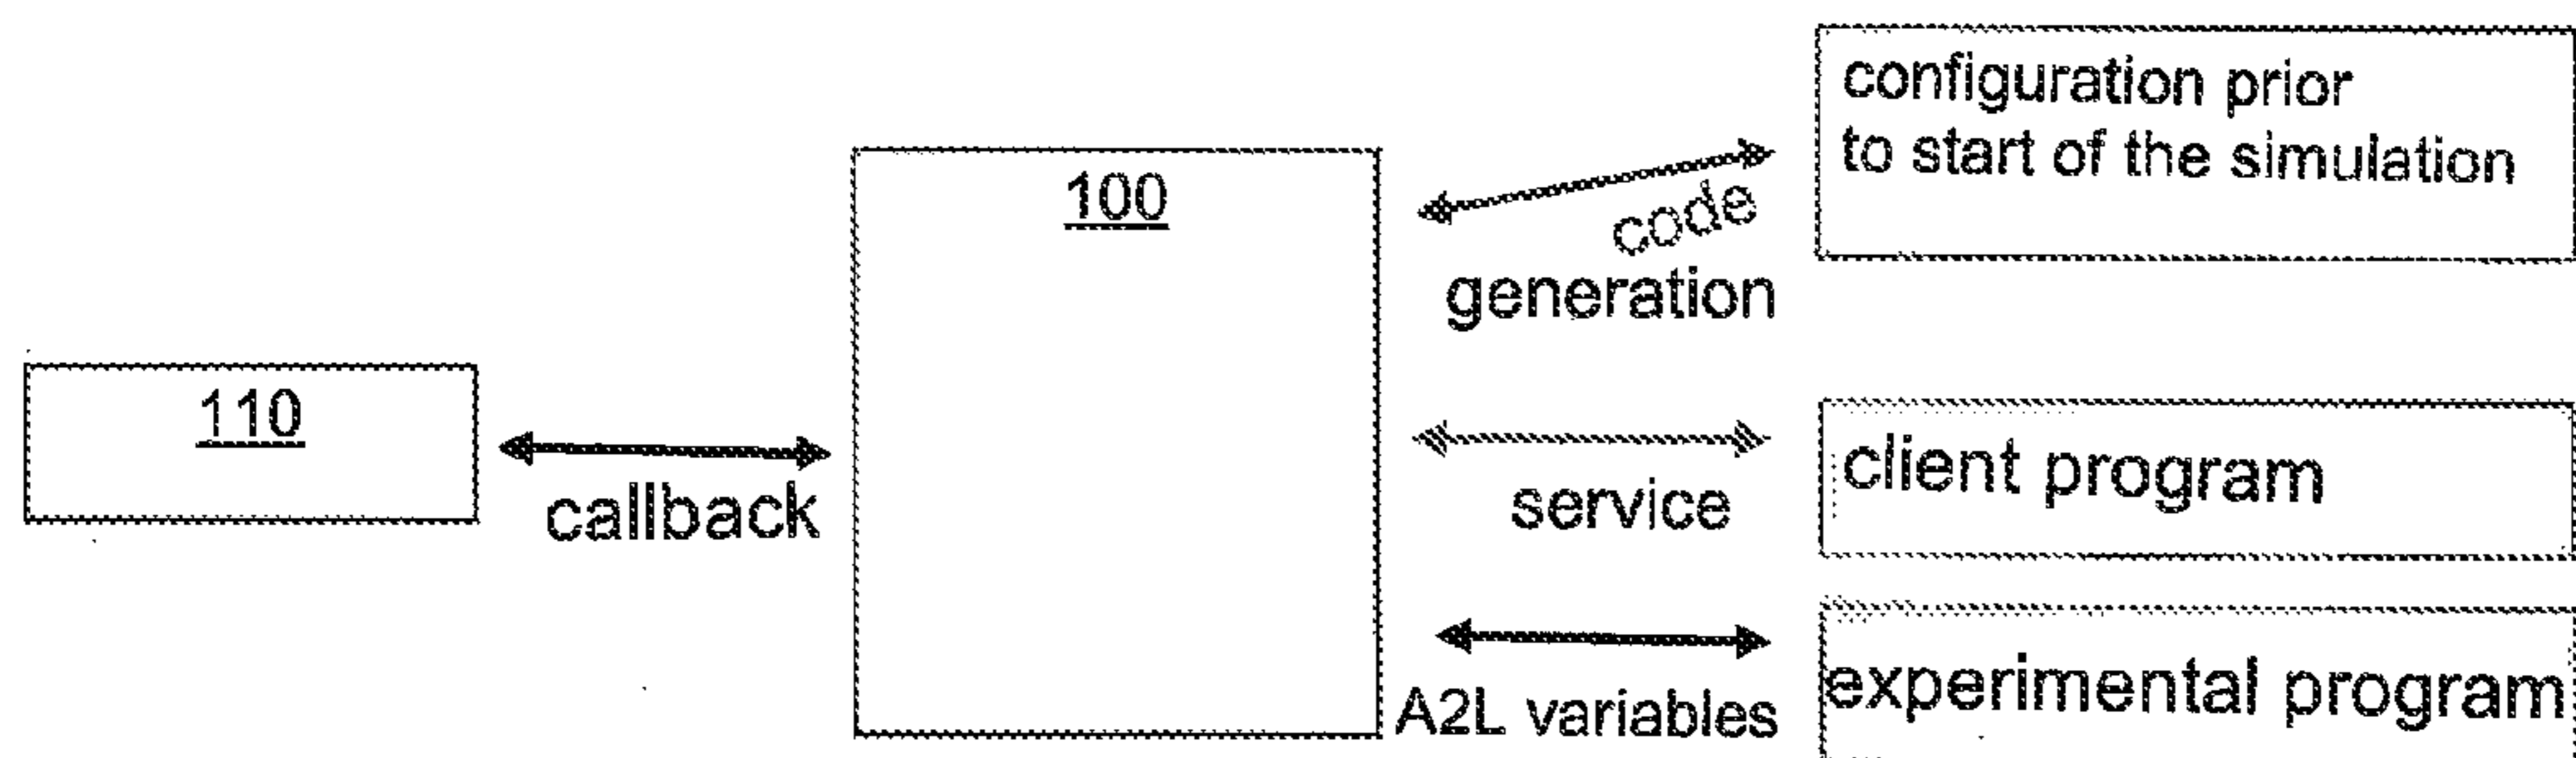 configuration prior
to start of the simulation
100
code
generation
110
callback
client program
service
experimental program
A2L variables